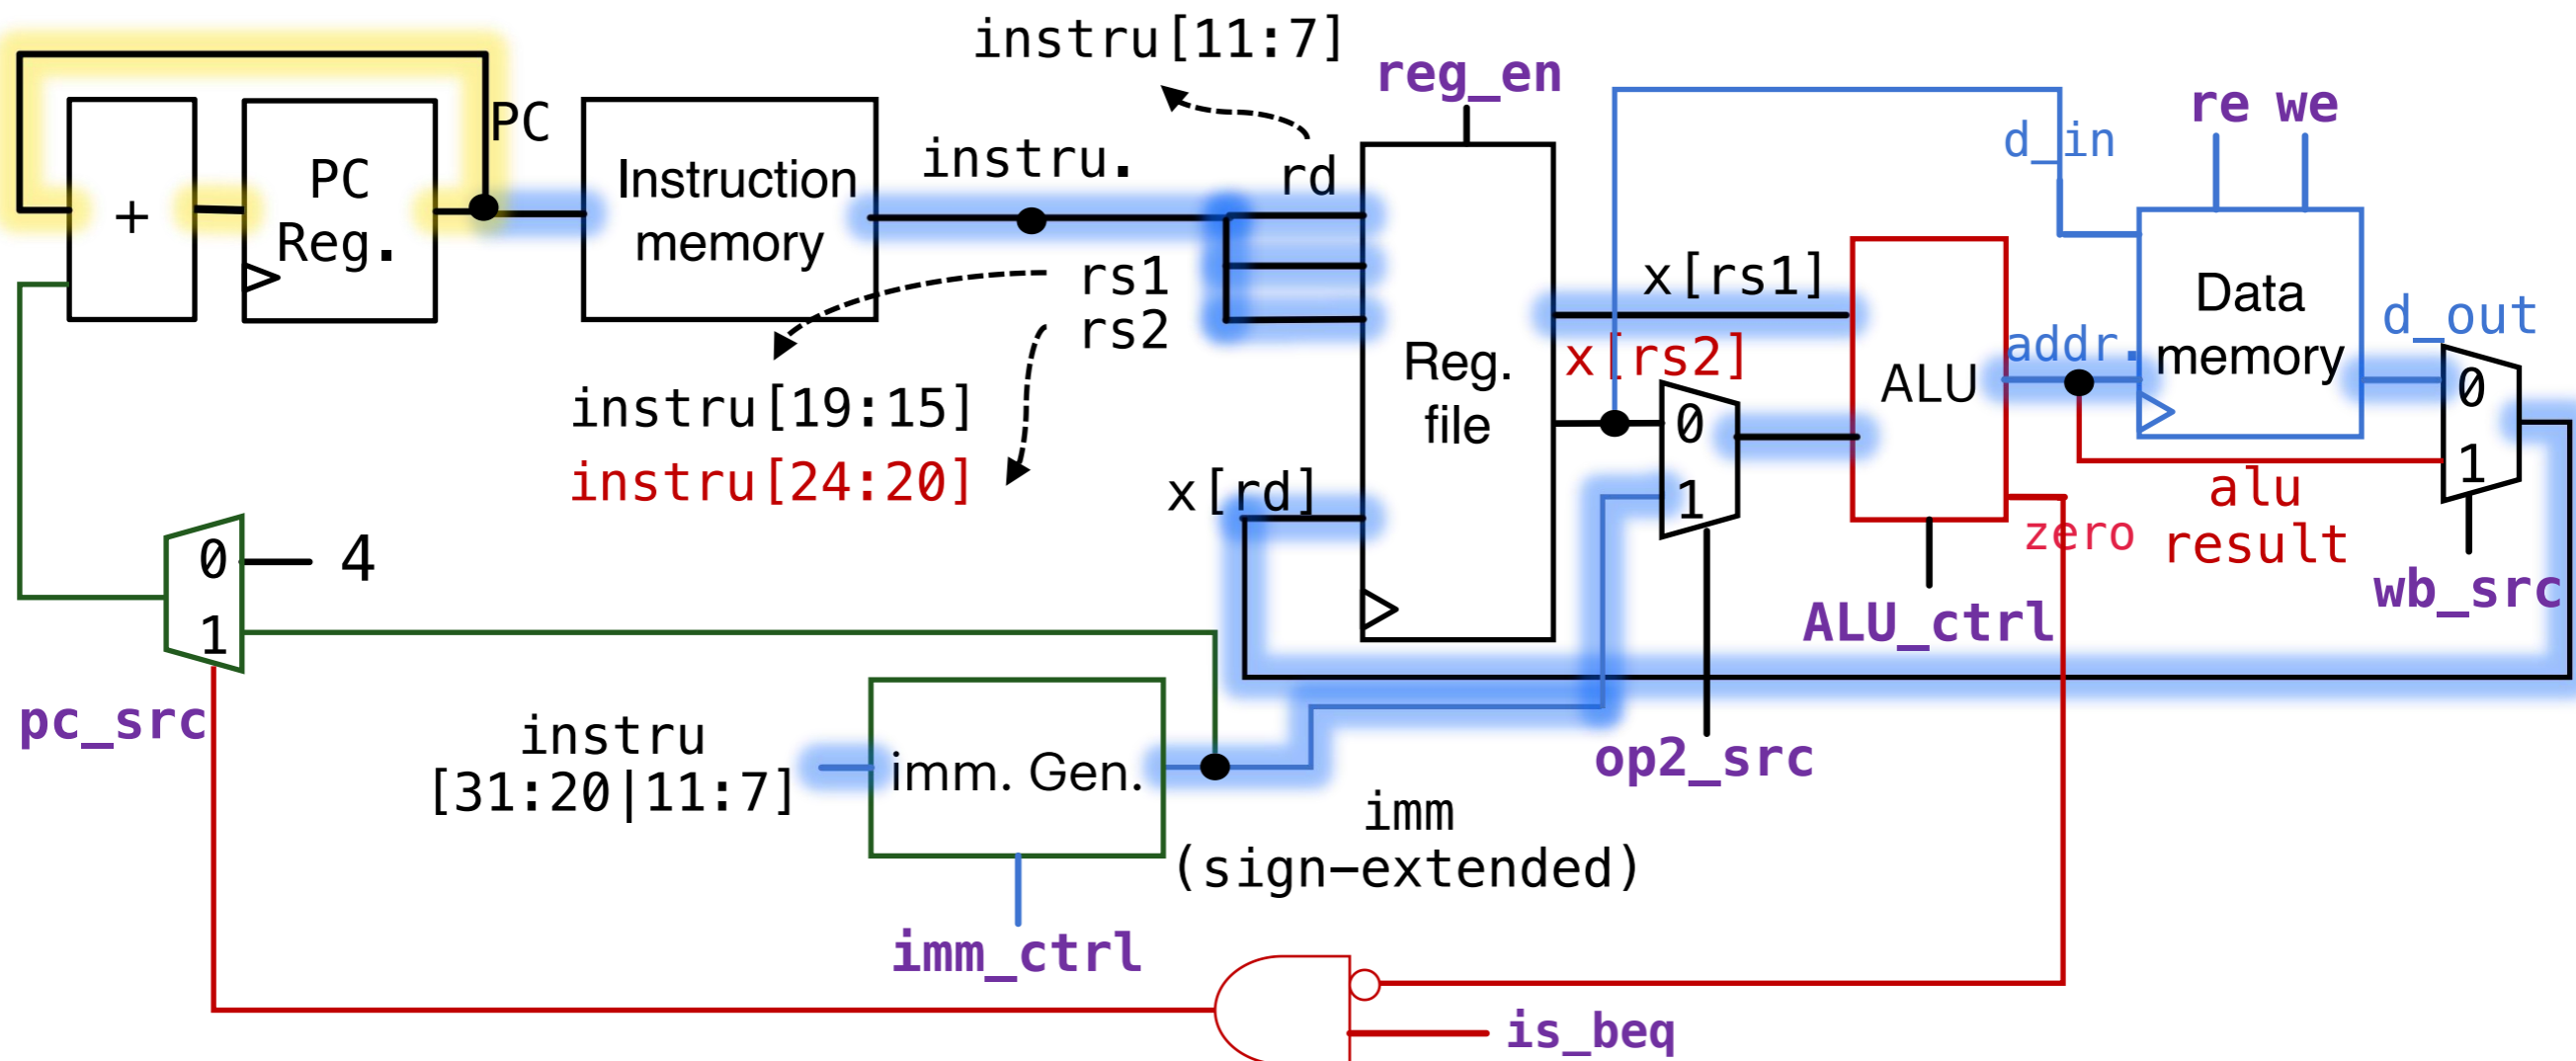 instru[11:7]
reg_en
re we
PC
d_in
instru.
rd
+
PC
Reg.
Instruction
memory
rs1
rs2
x[rs1]
x[rs2]
Data
memory
d_out
addr.
Reg.
file
ALU
0
1
0
1
instru[19:15]
instru[24:20]
x[rd]
zero
alu
result
wb_src
0
1
4
ALU_ctrl
pc_src
instru
[31:20|11:7]
imm. Gen.
op2_src
imm
(sign-extended)
imm_ctrl
is_beq